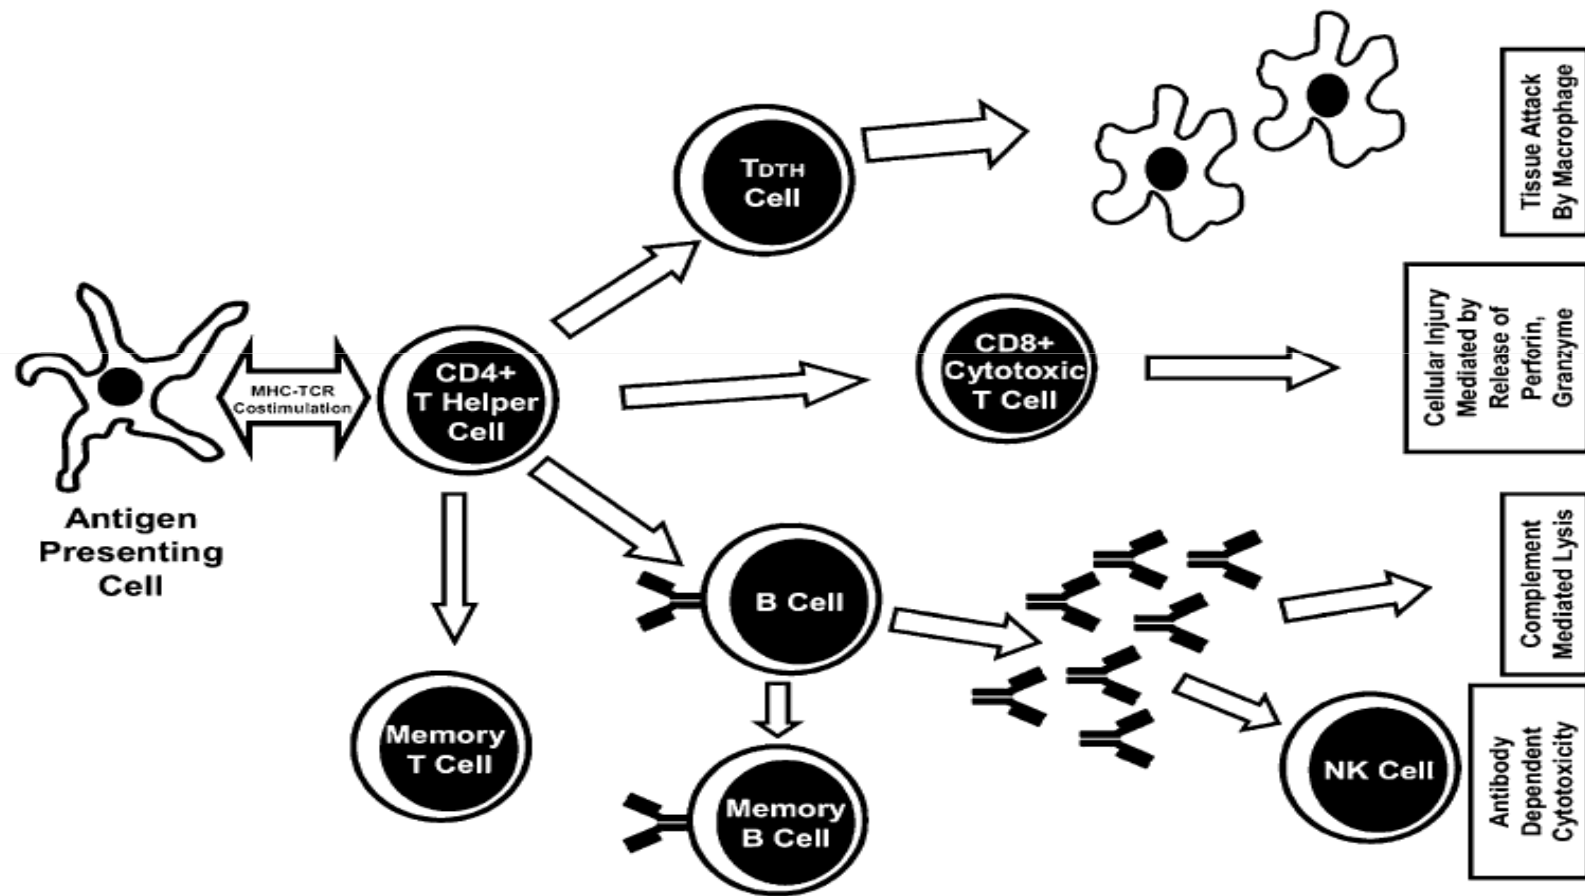 TDTH
Cell
Tissue Attack
By Macrophage
MHC-TCR
Costimulation
CD4+
T Helper
Cell
CD8+
Cytotoxic
T Cell
Cellular Injury
Mediated by
Release of
Perforin,
Granzyme
Antigen
Presenting
Cell
B Cell
Complement
Mediated Lysis
Memory
T Cell
Memory
B Cell
NK Cell
Antibody
Dependent
Cytotoxicity